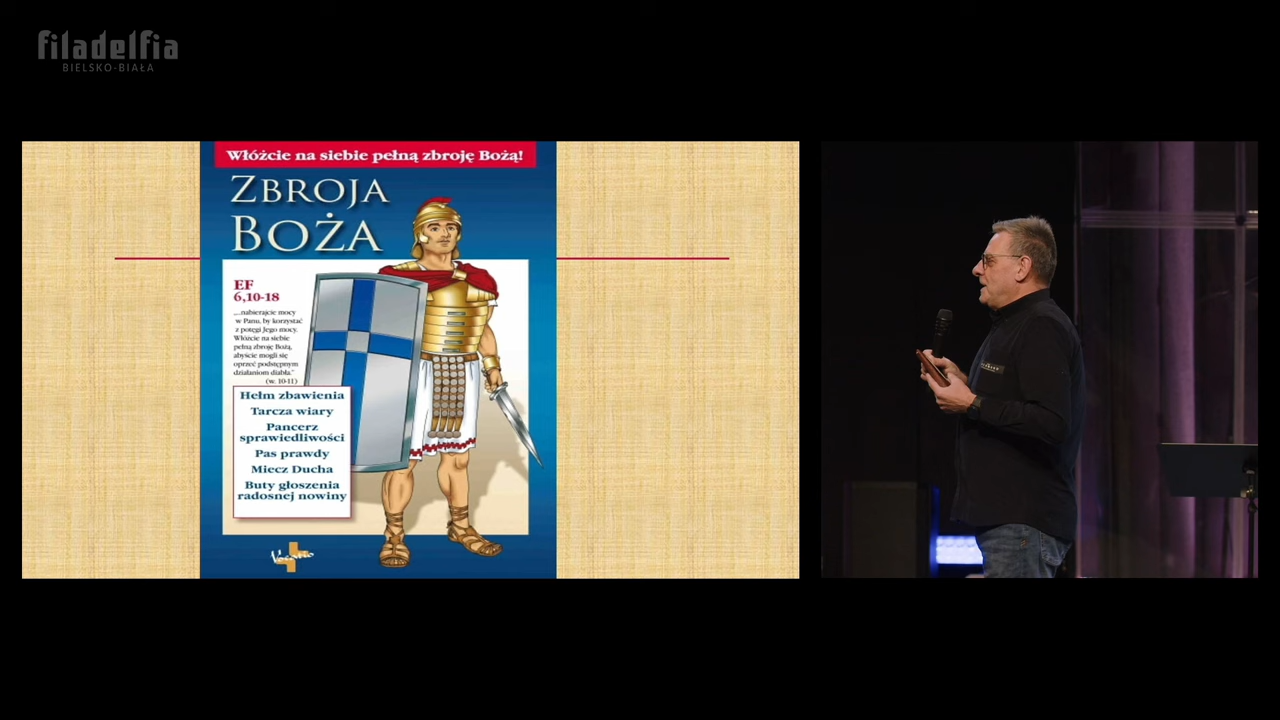 filadelfia
BIELSKO-BIAŁA
Włóżcie na siebie pełną zbroję Bożą!
ZBROJA
BOŻA
EF
6,10-18
„...nabierajcie mocy
w Panu, by korzystać
z potęgi Jego mocy.
Włóżcie na siebie
pełną zbroję Bożą,
abyście mogli się
oprzeć podstępnym
działaniom diabła."
(w. 10-11)
Hełm zbawienia
Tarcza wiary
Pancerz
sprawiedliwości
Pas prawdy
Miecz Ducha
Buty głoszenia
radosnej nowiny
Vocatio